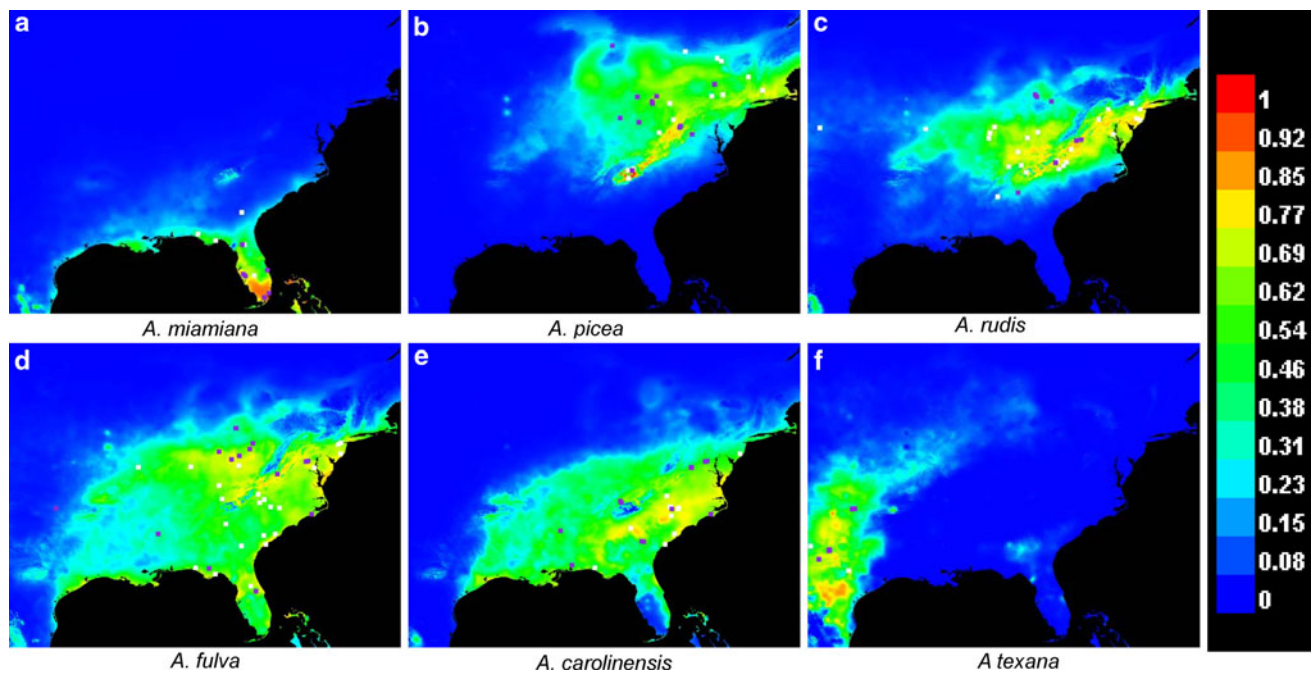 a
b
c
A. miamiana
A. picea
A. rudis
d
e
f
A. fulva
A. carolinensis
A texana
1
0.92
0.85
0.77
0.69
0.62
0.54
0.46
0.38
0.31
0.23
0.15
0.08
0